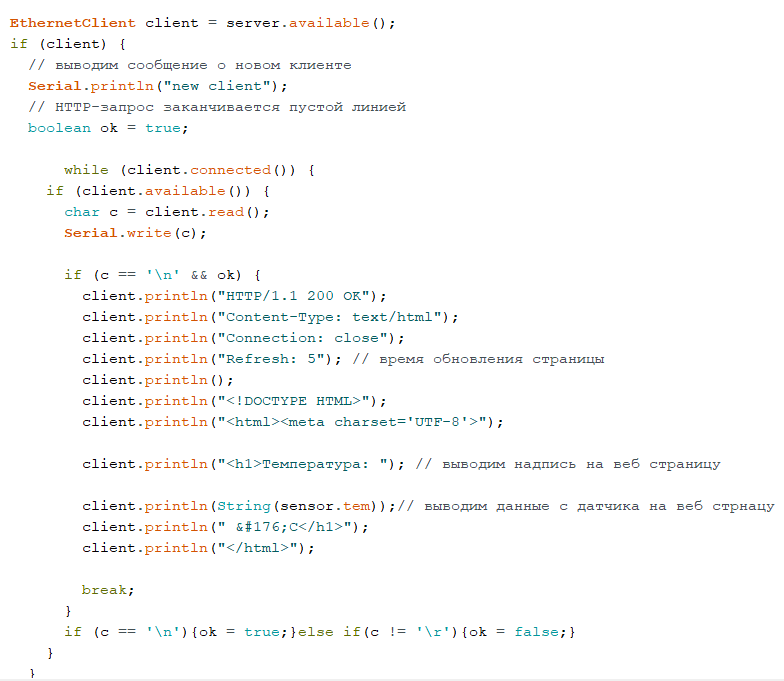 EthernetClient client = server.available();
if (client) {
// выводим сообщение о новом клиенте
Serial.println("new client");
// HTTP-запрос заканчивается пустой линией
boolean ok = true;
while (client.connected()) {
if (client.available()) {
char c = client.read();
Serial.write(c);
if (c == '\n' && ok) {
client.println("HTTP/1.1 200 OK");
client.println("Content-Type: text/html");
client.println("Connection: close");
client.println("Refresh: 5"); // время обновления страницы
client.println();
client.println("<!DOCTYPE HTML>");
client.println("<html><meta charset='UTF-8'>");
client.println("<h1>Температура: "); // выводим надпись на веб страницу
client.println(String(sensor.tem));// выводим данные с датчика на веб стрнацу
client.println(" &#176;C</h1>");
client.println("</html>");
break;
}
if (c == '\n'){ok = true;}else if(c != '\r'){ok = false;}
}
}